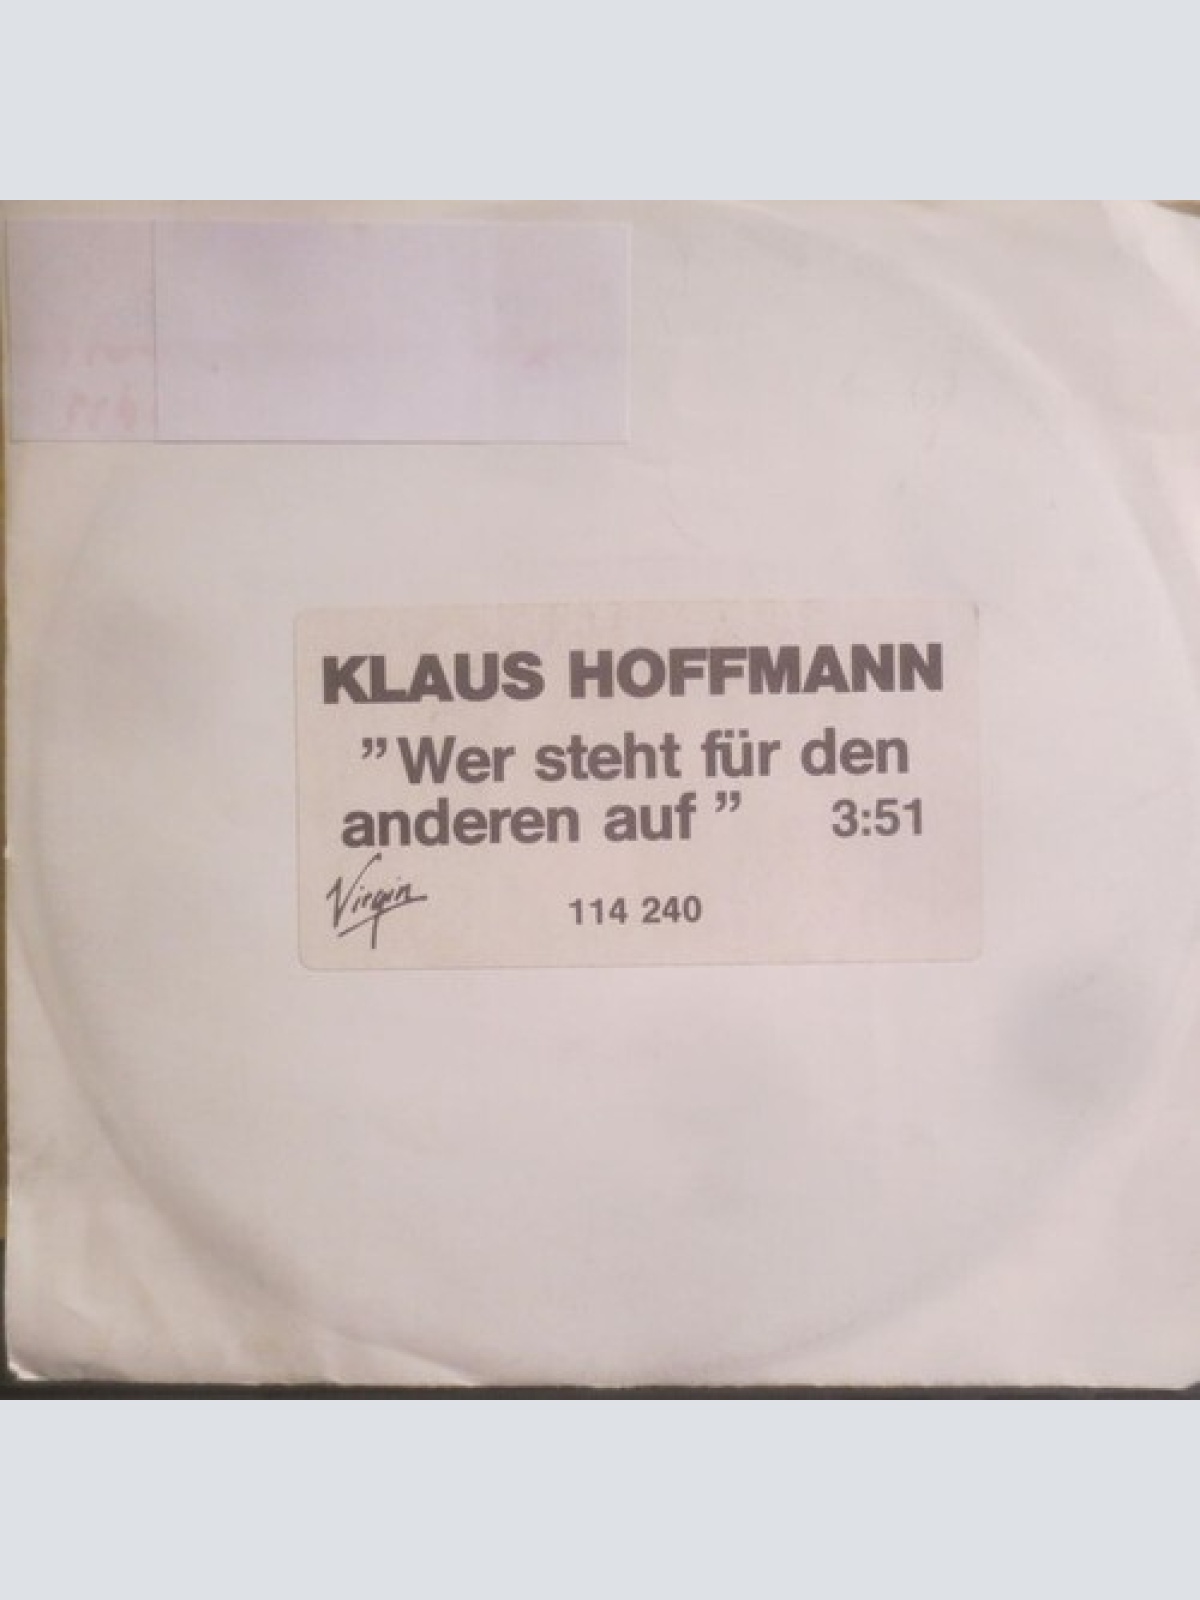 KLAUS HOFFMANN
”Wer steht für den
anderen auf” 3:51
Virgin 114 240